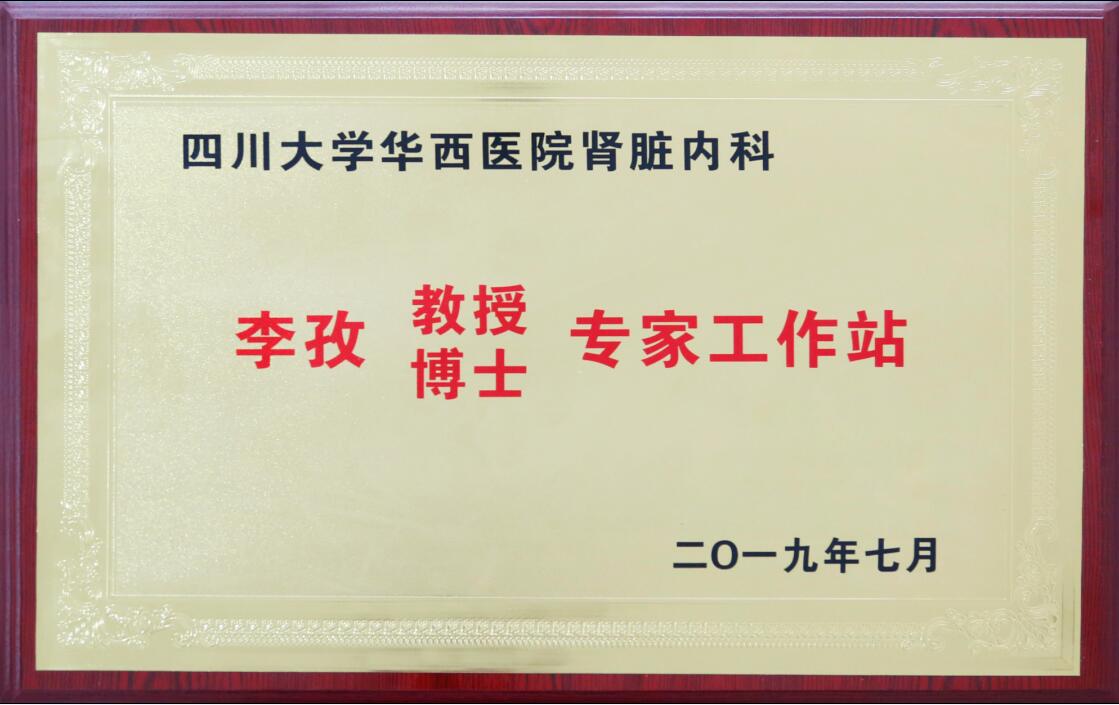 四川大学华西医院肾脏内科
李孜 教授 博士 专家工作站
二〇一九年七月